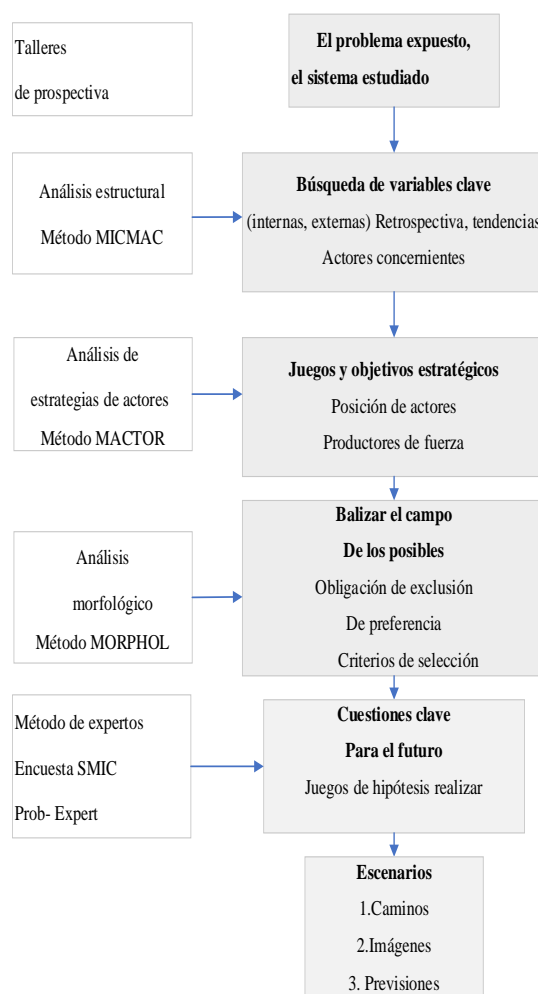 Talleres
de prospectiva
El problema expuesto,
el sistema estudiado
Análisis estructural
Método MICMAC
Búsqueda de variables clave
(internas, externas) Retrospectiva, tendencias
Actores concernientes
Análisis de
estrategias de actores
Método MACTOR
Juegos y objetivos estratégicos
Posición de actores
Productores de fuerza
Análisis
morfológico
Método MORPHOL
Balizar el campo
De los posibles
Obligación de exclusión
De preferencia
Criterios de selección
Método de expertos
Encuesta SMIC
Prob- Expert
Cuestiones clave
Para el futuro
Juegos de hipótesis realizar
Escenarios
1.Caminos
2.Imágenes
3. Previsiones